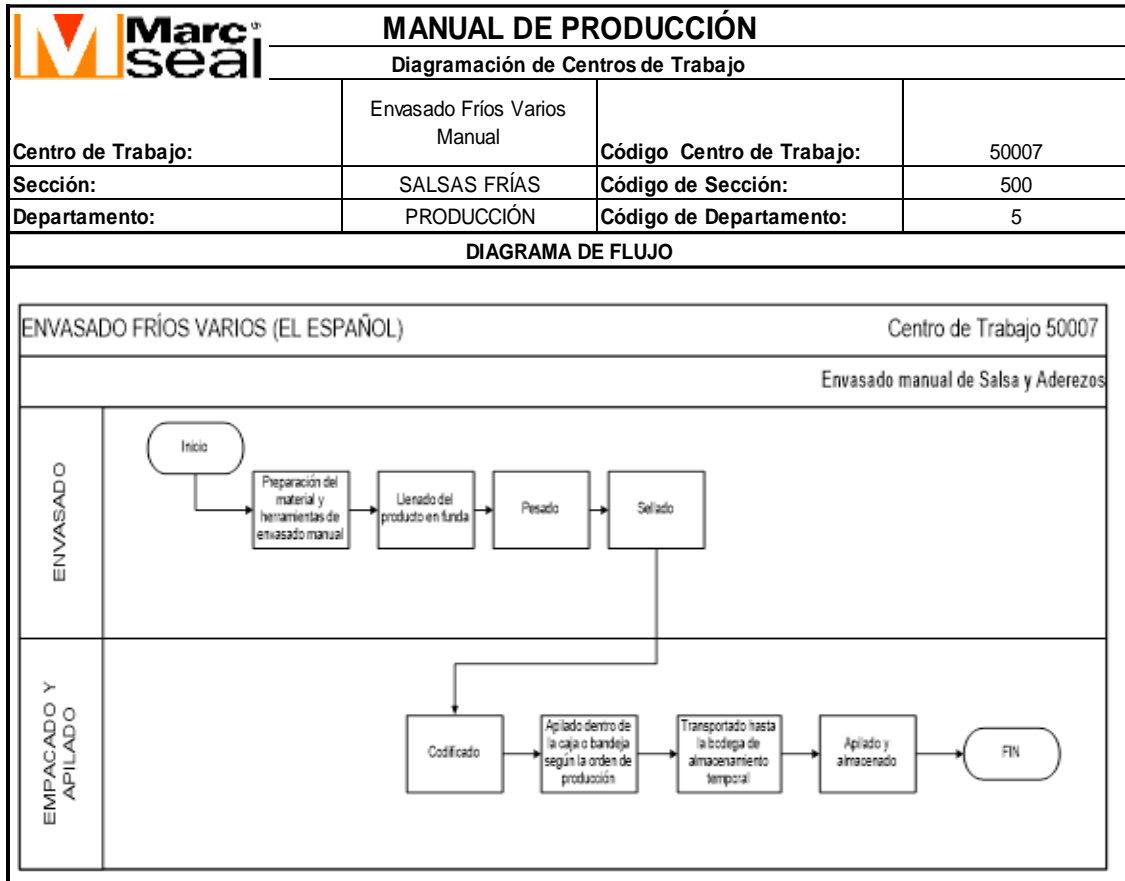 Marc
seal
MANUAL DE PRODUCCIÓN
Diagramación de Centros de Trabajo
Centro de Trabajo:
Envasado Fríos Varios
Manual
Código Centro de Trabajo:
50007
Sección:
SALSAS FRÍAS
Código de Sección:
500
Departamento:
PRODUCCIÓN
Código de Departamento:
5
DIAGRAMA DE FLUJO
ENVASADO FRÍOS VARIOS (EL ESPAÑOL)
Centro de Trabajo 50007
Envasado manual de Salsa y Aderezos
ENVASADO
Inicio
Preparación del
material y
herramientas de
envasado manual
Llenado del
producto en funda
Pesado
Sellado
EMPACADO Y
APILADO
Codificado
Apilado dentro de
la caja o bandeja
según la orden de
producción
Transportado hasta
la bodega de
almacenamiento
temporal
Apilado y
almacenado
FIN